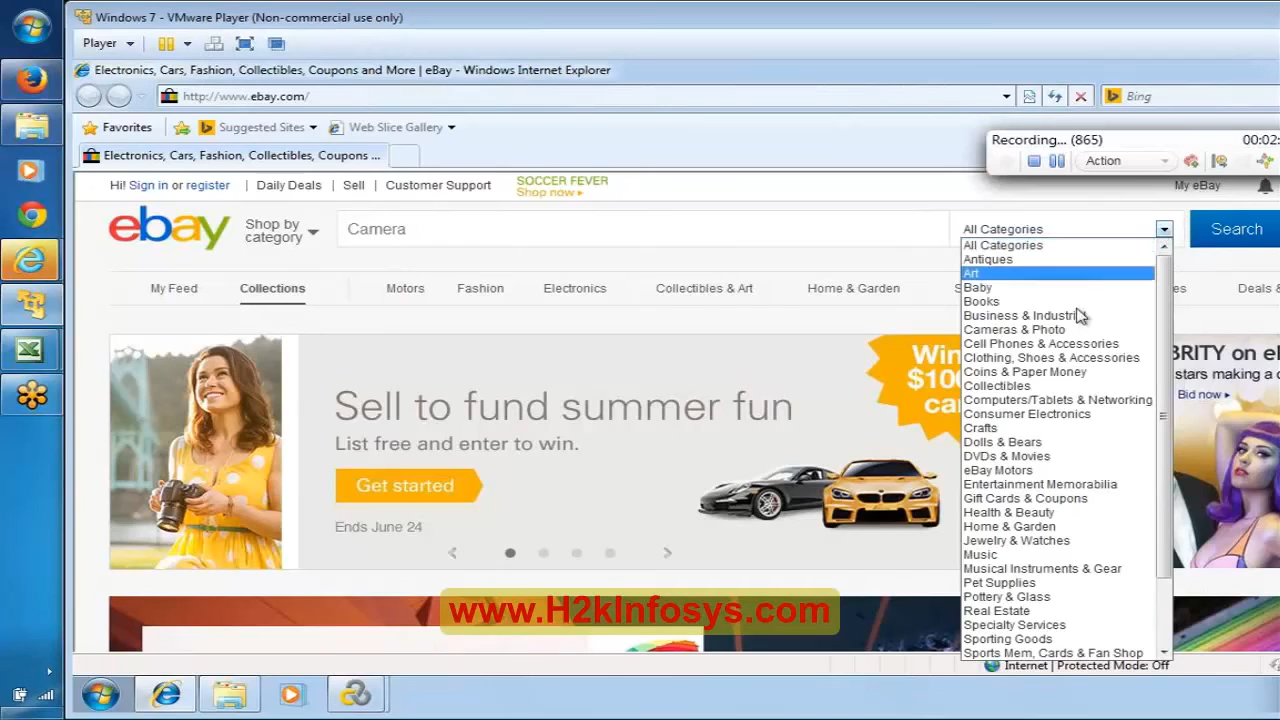 Windows 7 - VMware Player (Non-commercial use only)
Player
Electronics, Cars, Fashion, Collectibles, Coupons and More | eBay - Windows Internet Explorer
http://www.ebay.com/
Bing
Favorites
Suggested Sites
Web Slice Gallery
Electronics, Cars, Fashion, Collectibles, Coupons ...
Recording... (865)
00:02:
Action
Hi! Sign in or register
Daily Deals
Sell
Customer Support
SOCCER FEVER
Shop now ▸
My eBay
ebay
Shop by
category
Camera
All Categories
Search
All Categories
Antiques
Art
Baby
Books
Business & Industri
Cameras & Photo
Cell Phones & Accessories
Clothing, Shoes & Accessories
Coins & Paper Money
Collectibles
Computers/Tablets & Networking
Consumer Electronics
Crafts
Dolls & Bears
DVDs & Movies
eBay Motors
Entertainment Memorabilia
Gift Cards & Coupons
Health & Beauty
Home & Garden
Jewelry & Watches
Music
Musical Instruments & Gear
Pet Supplies
Pottery & Glass
Real Estate
Specialty Services
Sporting Goods
Sports Mem, Cards & Fan Shop
My Feed
Collections
Motors
Fashion
Electronics
Collectibles & Art
Home & Garden
S
es
Deals &
Sell to fund summer fun
List free and enter to win.
Get started
Ends June 24
Win
$100
car
BRITY on e
stars making a
Bid now ▸
www.H2kInfosys.com
Internet | Protected Mode: Off